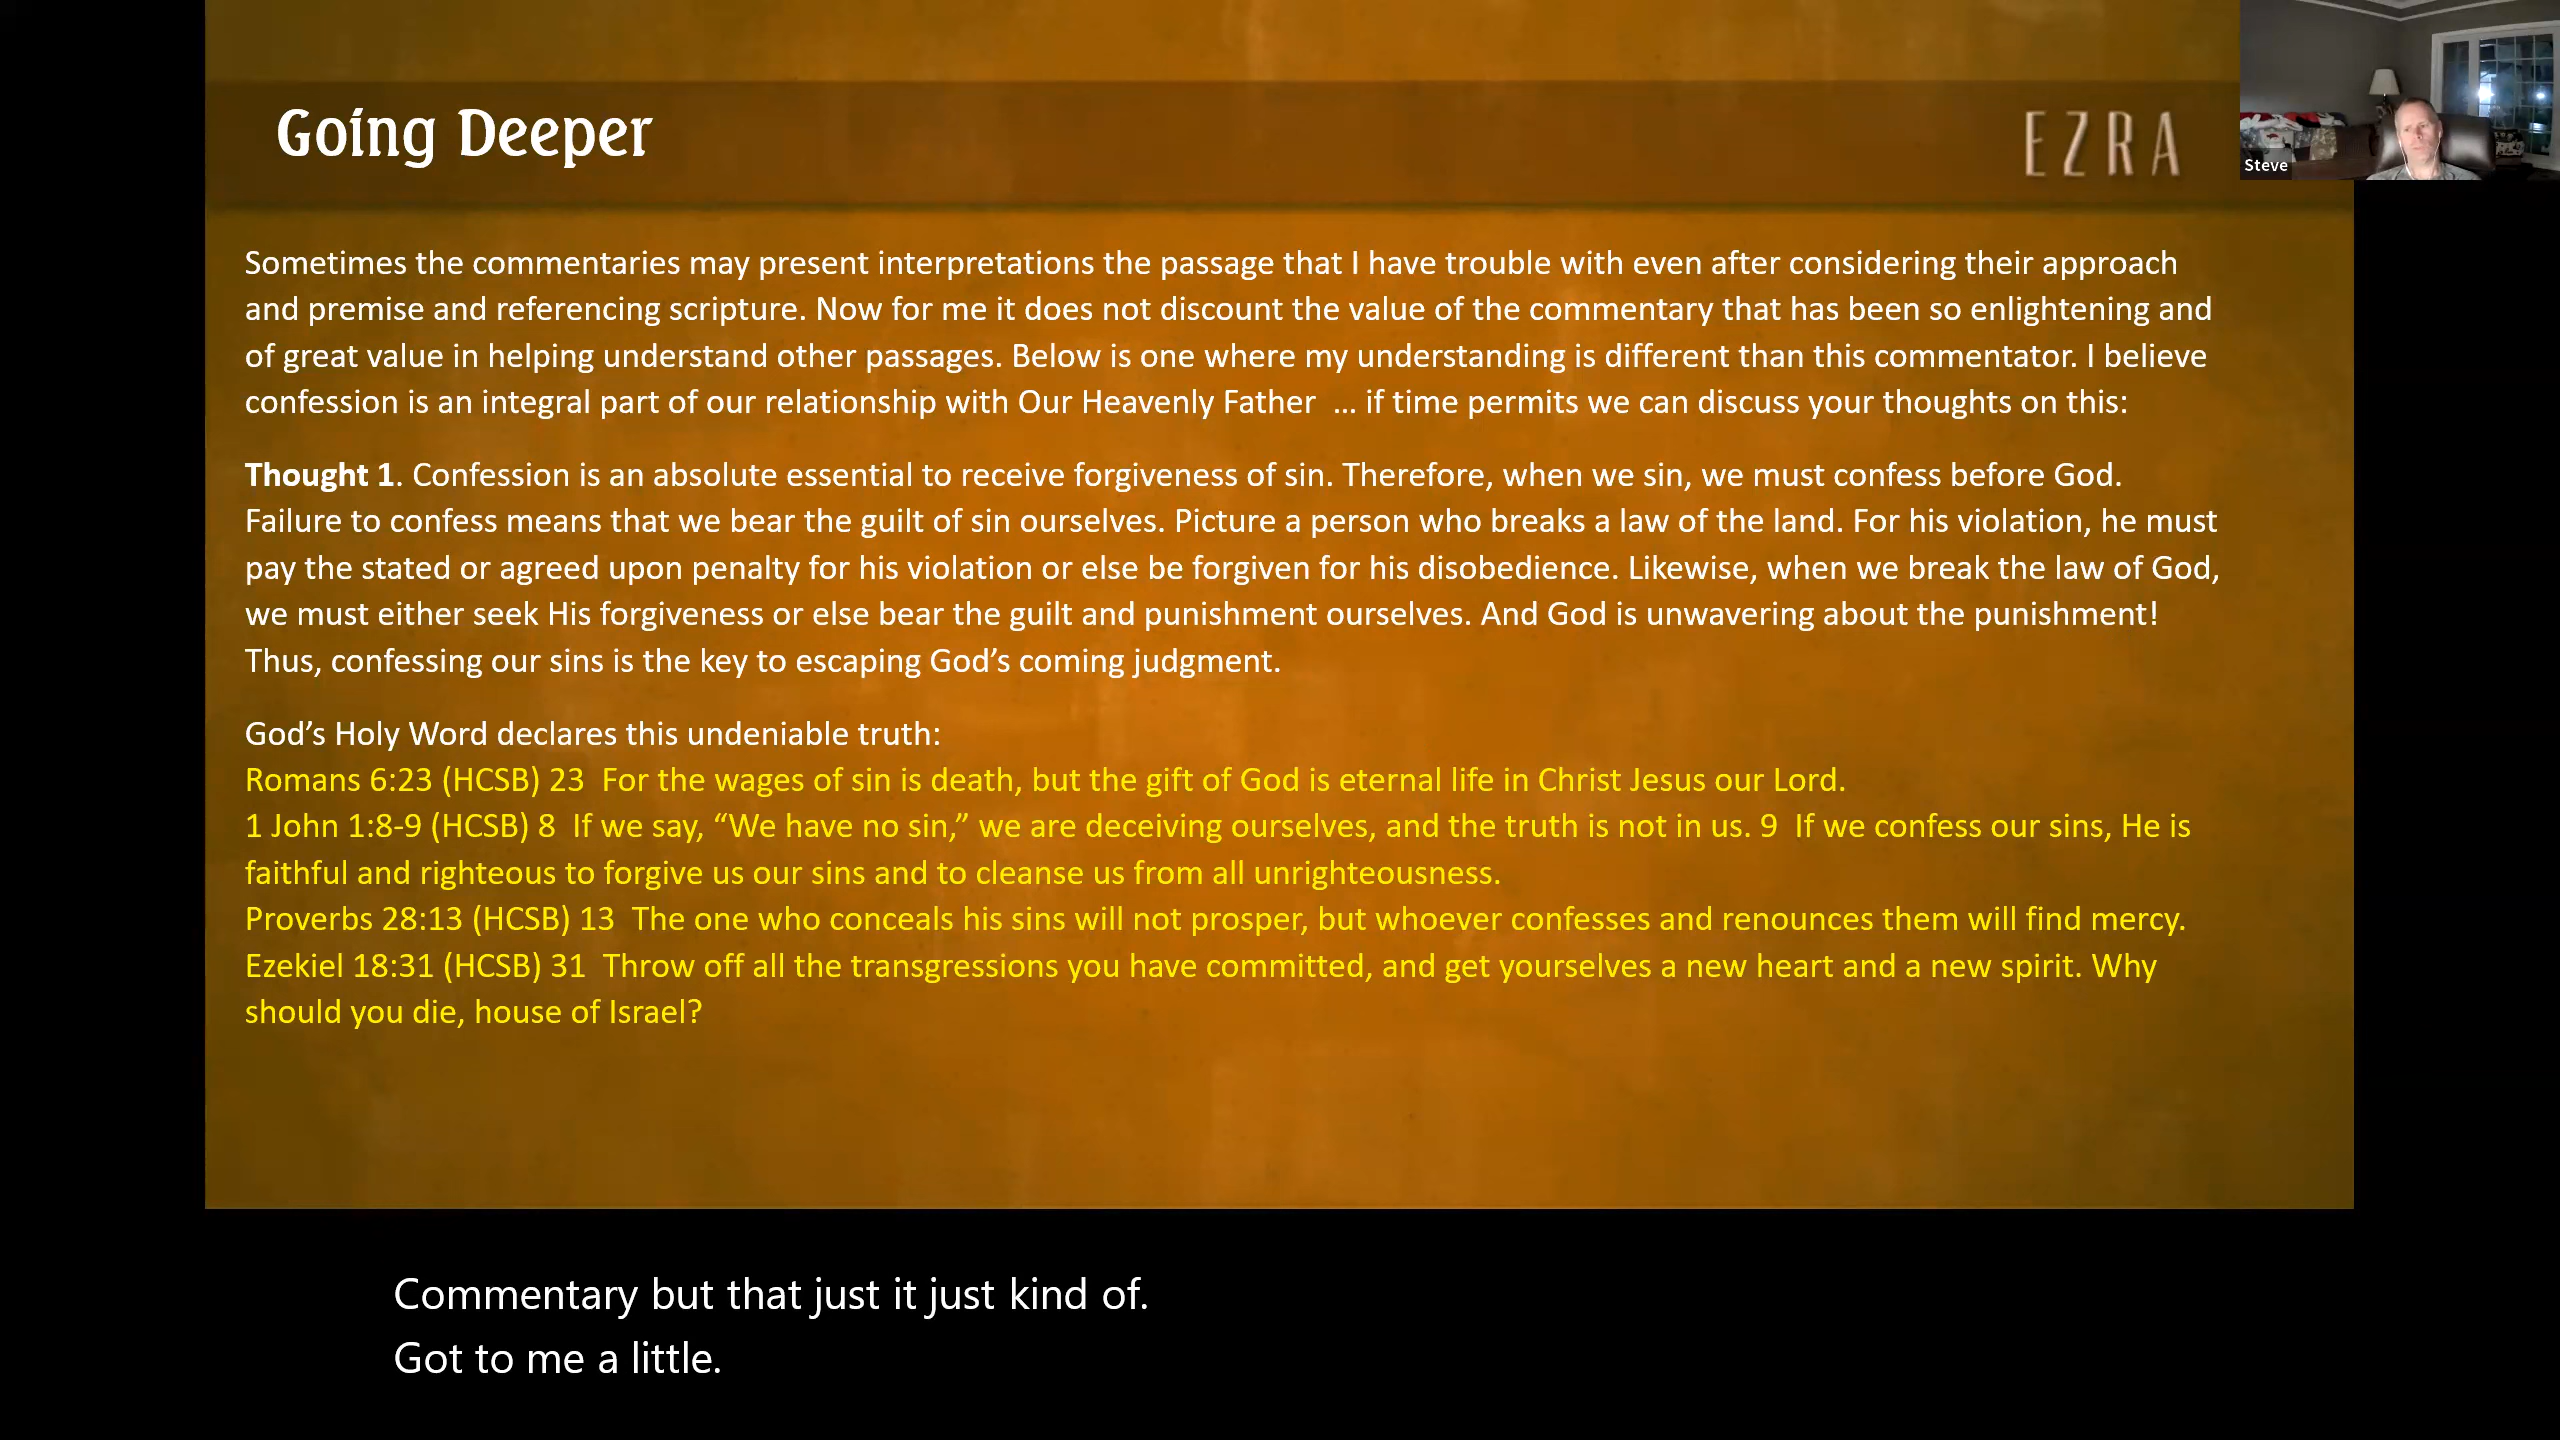 Going Deeper
EZRA
Steve
Sometimes the commentaries may present interpretations the passage that I have trouble with even after considering their approach
and premise and referencing scripture. Now for me it does not discount the value of the commentary that has been so enlightening and
of great value in helping understand other passages. Below is one where my understanding is different than this commentator. I believe
confession is an integral part of our relationship with Our Heavenly Father  … if time permits we can discuss your thoughts on this:
Thought 1. Confession is an absolute essential to receive forgiveness of sin. Therefore, when we sin, we must confess before God.
Failure to confess means that we bear the guilt of sin ourselves. Picture a person who breaks a law of the land. For his violation, he must
pay the stated or agreed upon penalty for his violation or else be forgiven for his disobedience. Likewise, when we break the law of God,
we must either seek His forgiveness or else bear the guilt and punishment ourselves. And God is unwavering about the punishment!
Thus, confessing our sins is the key to escaping God’s coming judgment.
God’s Holy Word declares this undeniable truth:
Romans 6:23 (HCSB) 23  For the wages of sin is death, but the gift of God is eternal life in Christ Jesus our Lord.
1 John 1:8-9 (HCSB) 8  If we say, “We have no sin,” we are deceiving ourselves, and the truth is not in us. 9  If we confess our sins, He is
faithful and righteous to forgive us our sins and to cleanse us from all unrighteousness.
Proverbs 28:13 (HCSB) 13  The one who conceals his sins will not prosper, but whoever confesses and renounces them will find mercy.
Ezekiel 18:31 (HCSB) 31  Throw off all the transgressions you have committed, and get yourselves a new heart and a new spirit. Why
should you die, house of Israel?
Commentary but that just it just kind of.
Got to me a little.